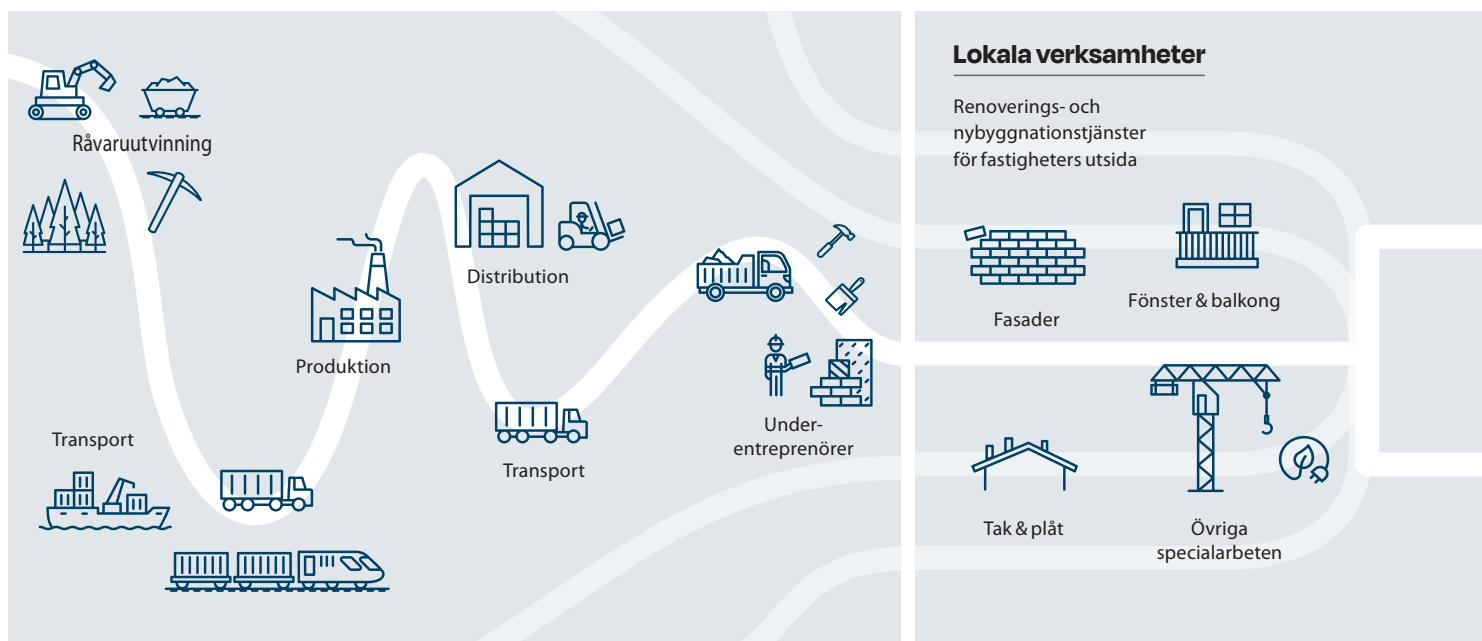 Råvaruutvinning
Transport
Produktion
Distribution
Transport
Under-
entreprenörer
Lokala verksamheter
Renoverings- och
nybyggnationstjänster
för fastigheters utsida
Fasader
Fönster & balkong
Tak & plåt
Övriga
specialarbeten